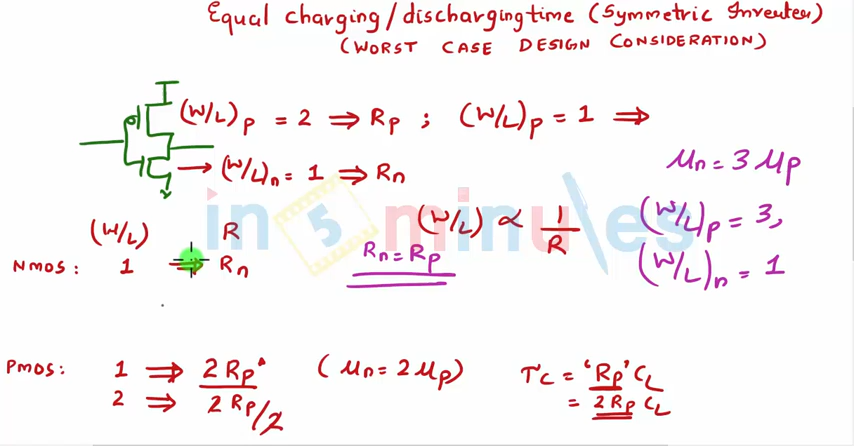 Equal charging/discharging time (Symmetric Inverter)
(WORST CASE DESIGN CONSIDERATION)
(W/L)p = 2 ⇒ Rp ; (W/L)p = 1 ⇒
→ (W/L)n = 1 ⇒ Rn
μn = 3 μp
in 5 minutes
(W/L) ∝ 1/R
(W/L)p = 3,
(W/L)n = 1
Rn = Rp
(W/L) R
NMOS: 1 ⇒ Rn
PMOS: 1 ⇒ 2Rp (μn = 2μp)
2 ⇒ 2Rp/2
τc = 'Rp' CL
= 2Rp CL